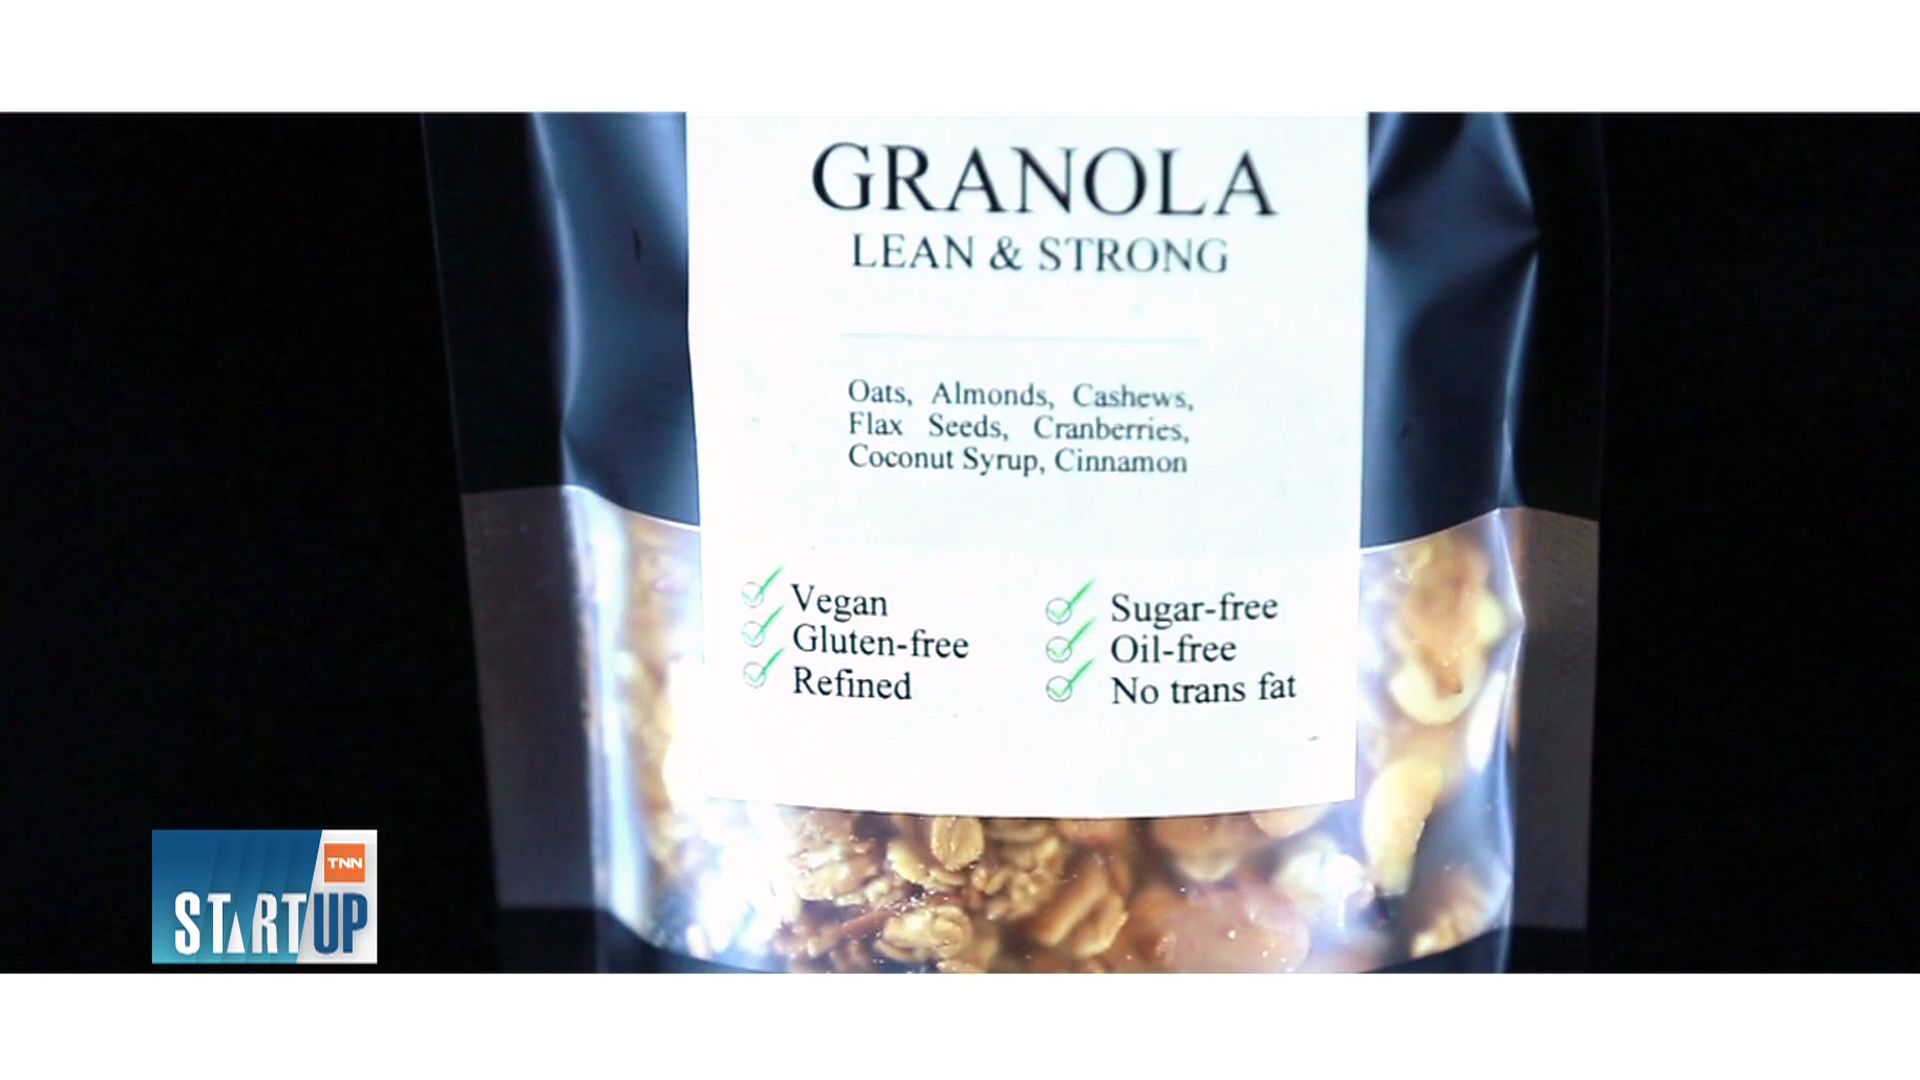 GRANOLA
LEAN & STRONG
Oats, Almonds, Cashews,
Flax Seeds, Cranberries,
Coconut Syrup, Cinnamon
Vegan
Gluten-free
Refined
Sugar-free
Oil-free
No trans fat
TNN
STARTUP